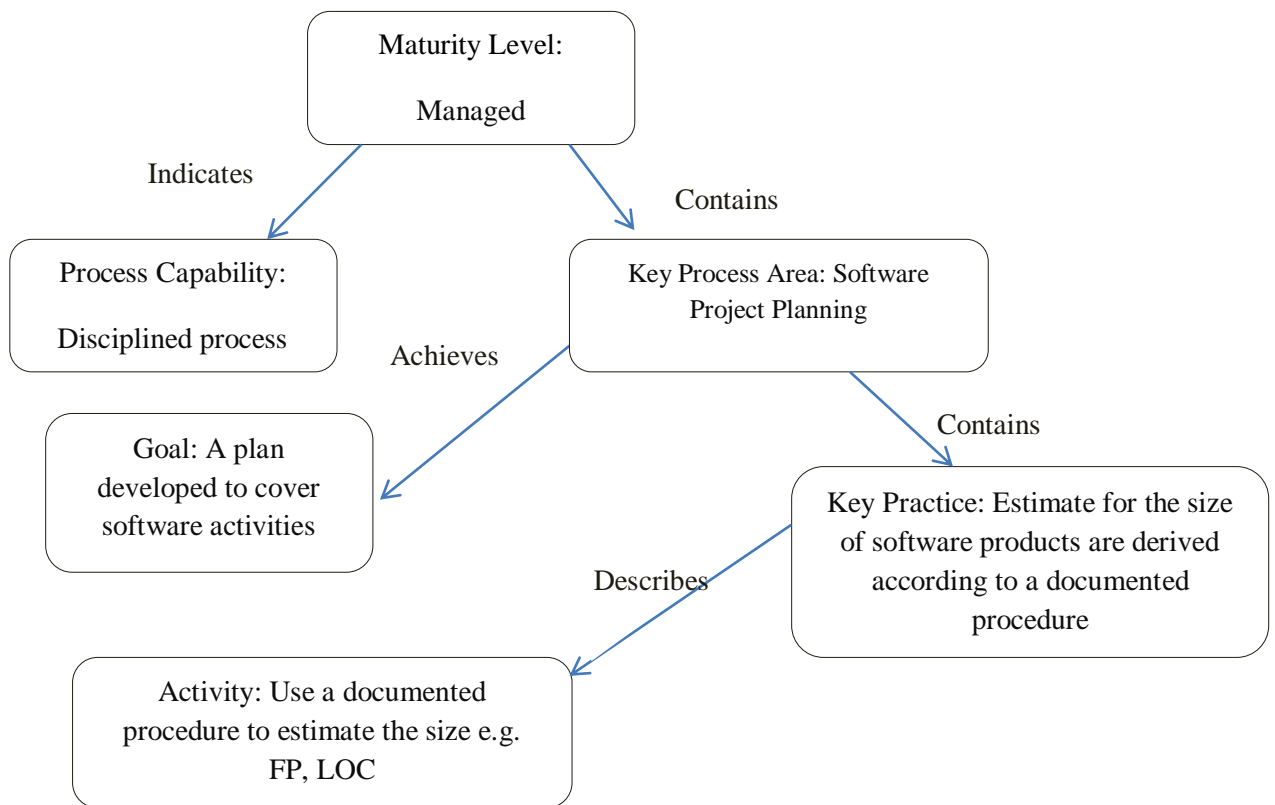 Maturity Level:
Managed
Indicates
Contains
Process Capability:
Disciplined process
Key Process Area: Software
Project Planning
Achieves
Goal: A plan
developed to cover
software activities
Contains
Key Practice: Estimate for the size
of software products are derived
according to a documented
procedure
Describes
Activity: Use a documented
procedure to estimate the size e.g.
FP, LOC